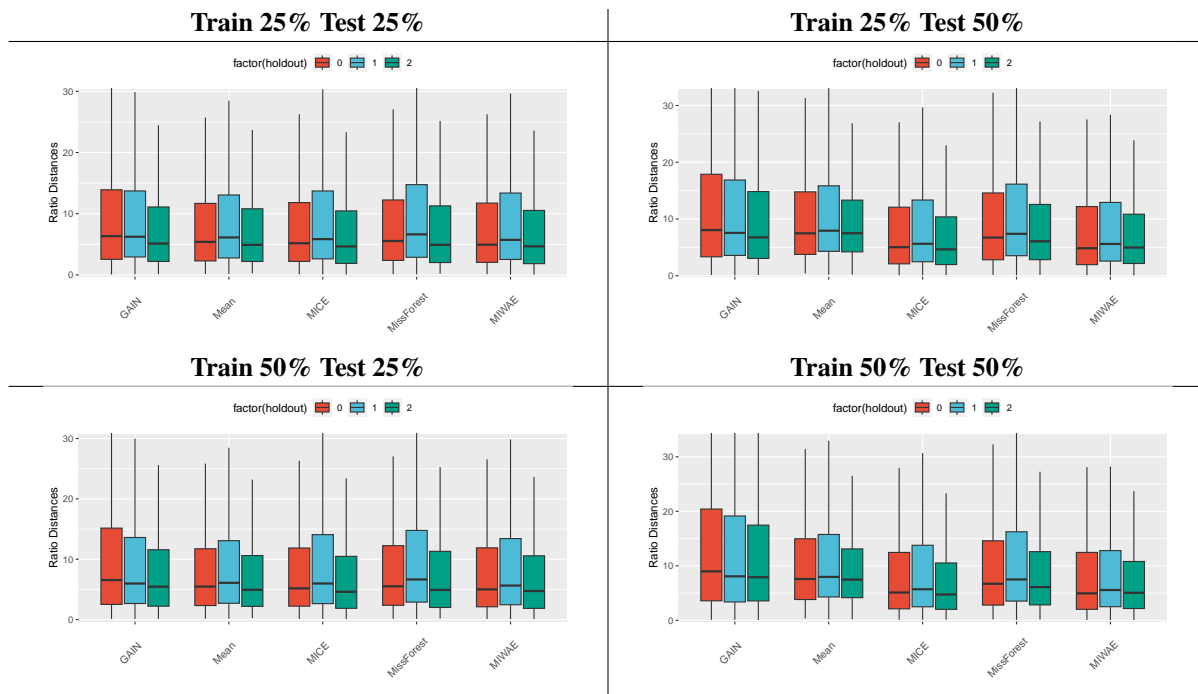 Train 25% Test 25%
Train 25% Test 50%
factor(holdout) 0 1 2
30
20
10
0
Ratio Distances
GAIN
Mean
MICE
MissForest
MIWAE
factor(holdout) 0 1 2
30
20
10
0
Ratio Distances
GAIN
Mean
MICE
MissForest
MIWAE
Train 50% Test 25%
Train 50% Test 50%
factor(holdout) 0 1 2
30
20
10
0
Ratio Distances
GAIN
Mean
MICE
MissForest
MIWAE
factor(holdout) 0 1 2
30
20
10
0
Ratio Distances
GAIN
Mean
MICE
MissForest
MIWAE